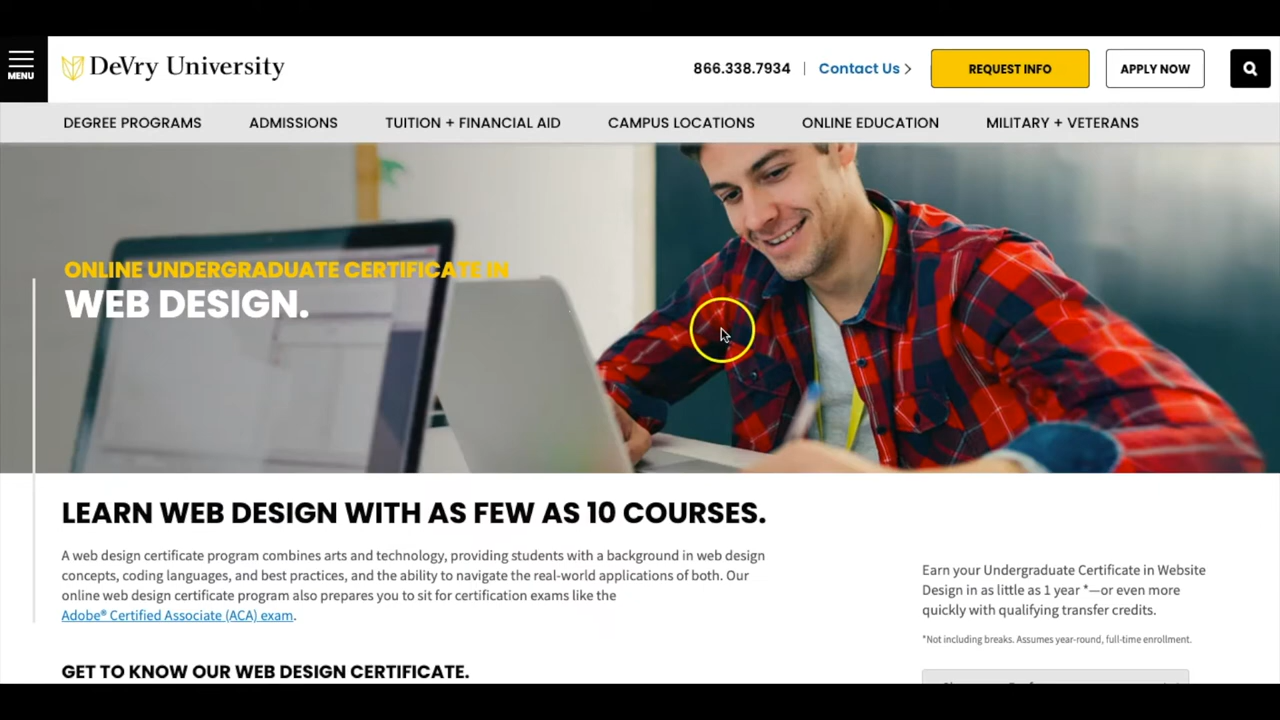 MENU
DeVry University
866.338.7934 | Contact Us
REQUEST INFO
APPLY NOW
DEGREE PROGRAMS
ADMISSIONS
TUITION + FINANCIAL AID
CAMPUS LOCATIONS
ONLINE EDUCATION
MILITARY + VETERANS
ONLINE UNDERGRADUATE CERTIFICATE IN
WEB DESIGN.
LEARN WEB DESIGN WITH AS FEW AS 10 COURSES.
A web design certificate program combines arts and technology, providing students with a background in web design
concepts, coding languages, and best practices, and the ability to navigate the real-world applications of both. Our
online web design certificate program also prepares you to sit for certification exams like the
Adobe® Certified Associate (ACA) exam.
Earn your Undergraduate Certificate in Website
Design in as little as 1 year *—or even more
quickly with qualifying transfer credits.
*Not including breaks. Assumes year-round, full-time enrollment.
GET TO KNOW OUR WEB DESIGN CERTIFICATE.